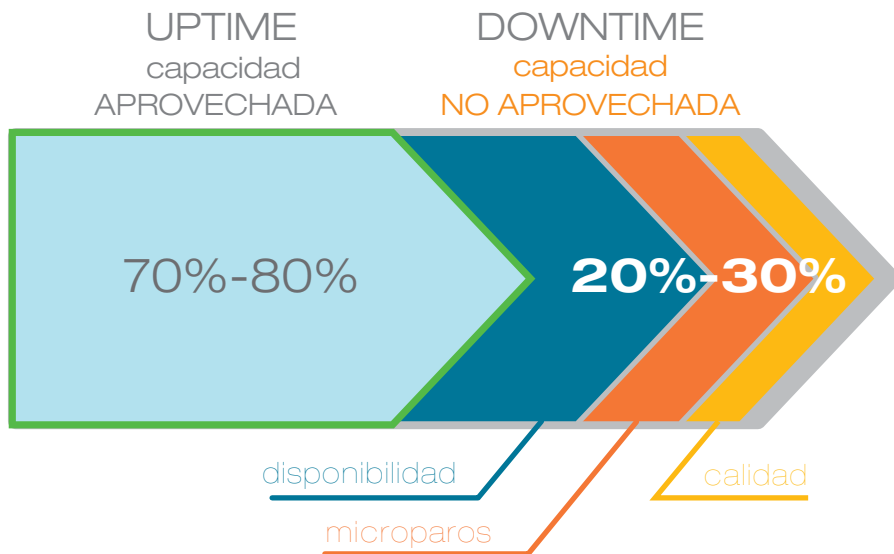 UPTIME
capacidad
APROVECHADA
DOWNTIME
capacidad
NO APROVECHADA
70%-80%
20%-30%
disponibilidad
microparos
calidad